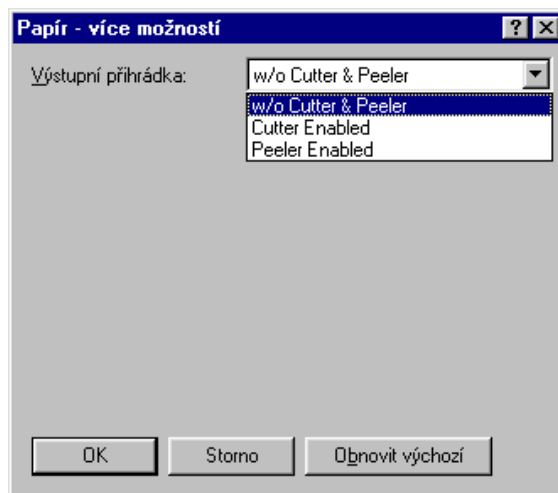 Papír - více možností
Výstupní přihrádka: w/o Cutter & Peeler
w/o Cutter & Peeler
Cutter Enabled
Peeler Enabled
OK Storno Obnovit výchozí